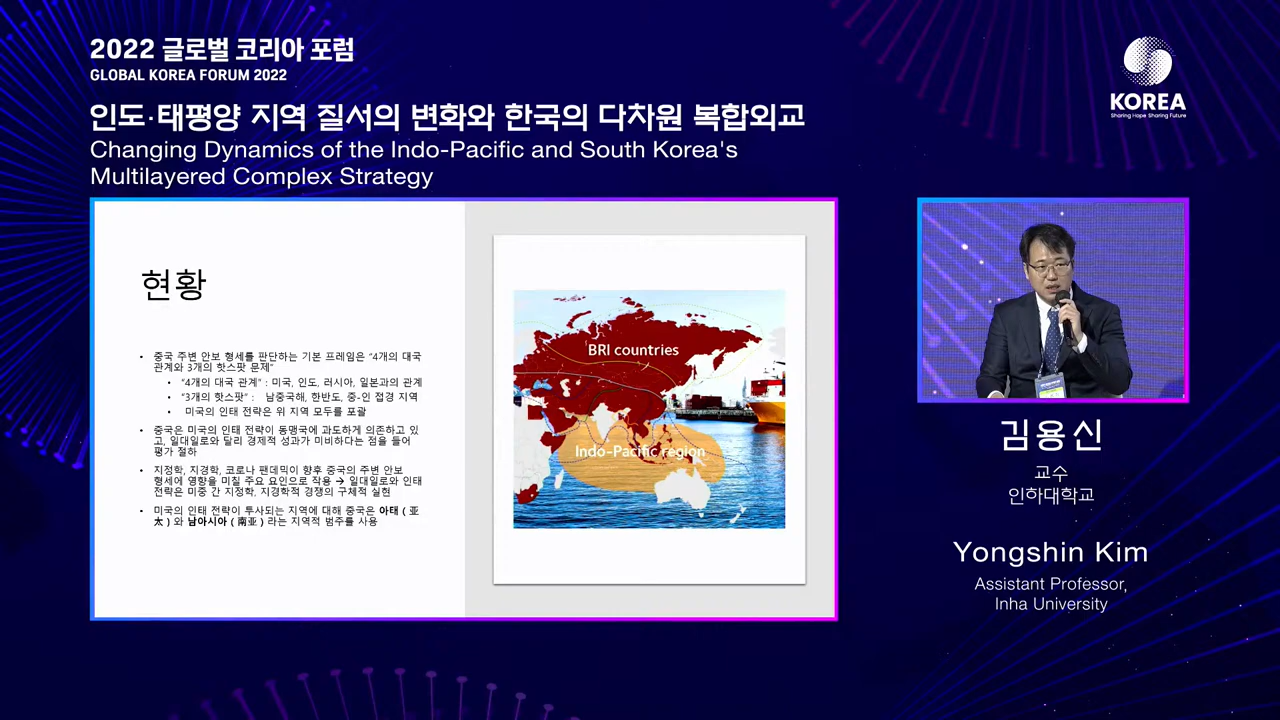 2022 글로벌 코리아 포럼
GLOBAL KOREA FORUM 2022
인도·태평양 지역 질서의 변화와 한국의 다차원 복합외교
Changing Dynamics of the Indo-Pacific and South Korea's
Multilayered Complex Strategy
KOREA
Sharing Hope Sharing Future
현황
• 중국 주변 안보 형세를 판단하는 기본 프레임은 “4개의 대국
관계와 3개의 핫스팟 문제”
• “4개의 대국 관계” : 미국, 인도, 러시아, 일본과의 관계
• “3개의 핫스팟” : 남중국해, 한반도, 중-인 접경 지역
• 미국의 인태 전략은 위 지역 모두를 포괄
• 중국은 미국의 인태 전략이 동맹국에 과도하게 의존하고 있
고, 일대일로와 달리 경제적 성과가 미비하다는 점을 들어
평가 절하
• 지정학, 지경학, 코로나 팬데믹이 향후 중국의 주변 안보
형세에 영향을 미칠 주요 요인으로 작용 → 일대일로와 인태
전략은 미중 간 지정학, 지경학적 경쟁의 구체적 실현
• 미국의 인태 전략이 투사되는 지역에 대해 중국은 아태 ( 亚
太 ) 와 남아시아 ( 南亚 ) 라는 지역적 범주를 사용
BRI countries
Indo-Pacific region
김용신
교수
인하대학교
Yongshin Kim
Assistant Professor,
Inha University